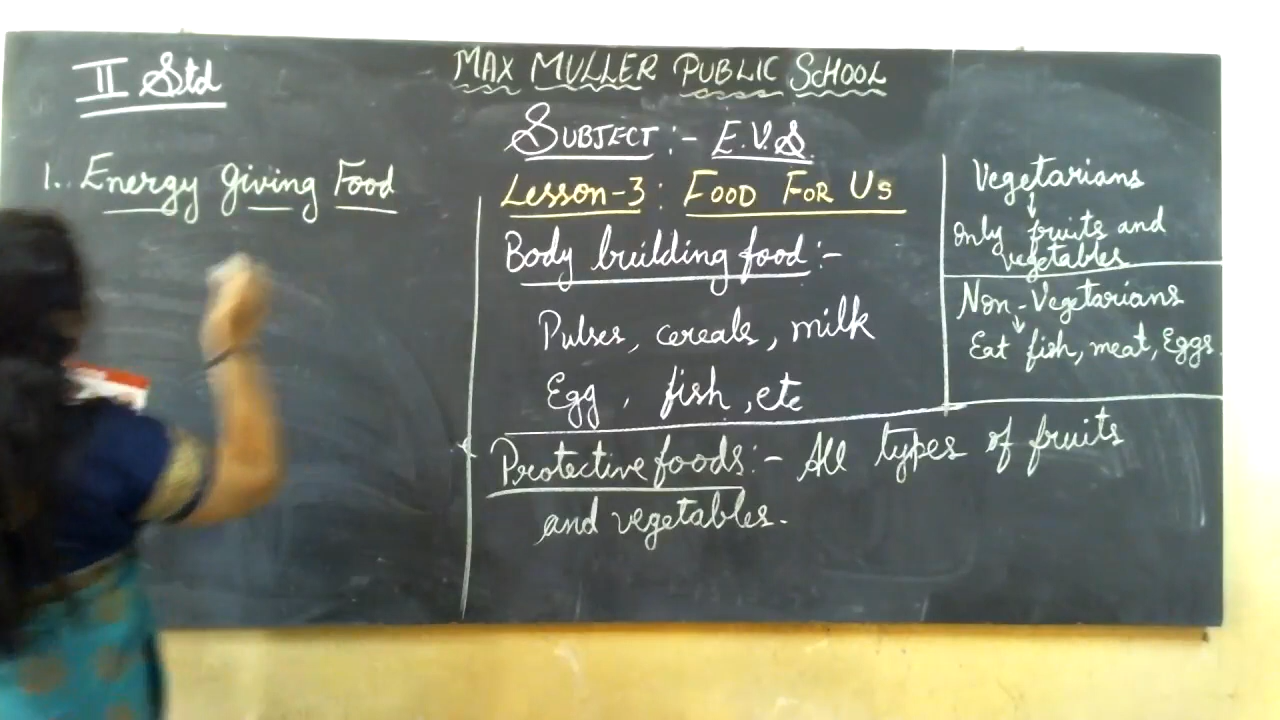 II Std
MAX MULLER PUBLIC SCHOOL
SUBJECT :- E.V.S.
Lesson-3 : FOOD FOR US
1. Energy Giving Food
Body building food :-
Pulses, cereals, milk
Egg, fish, etc
Protective foods :- All types of fruits
and vegetables.
Vegetarians
↓
only fruits and
vegetables
Non-Vegetarians
↓
Eat fish, meat, Eggs.